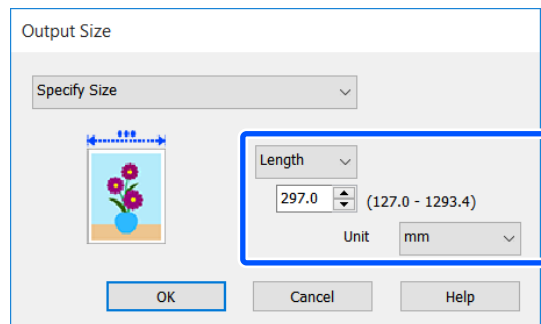 Output Size
Specify Size
Length
297.0 (127.0 - 1293.4)
Unit mm
OK Cancel Help